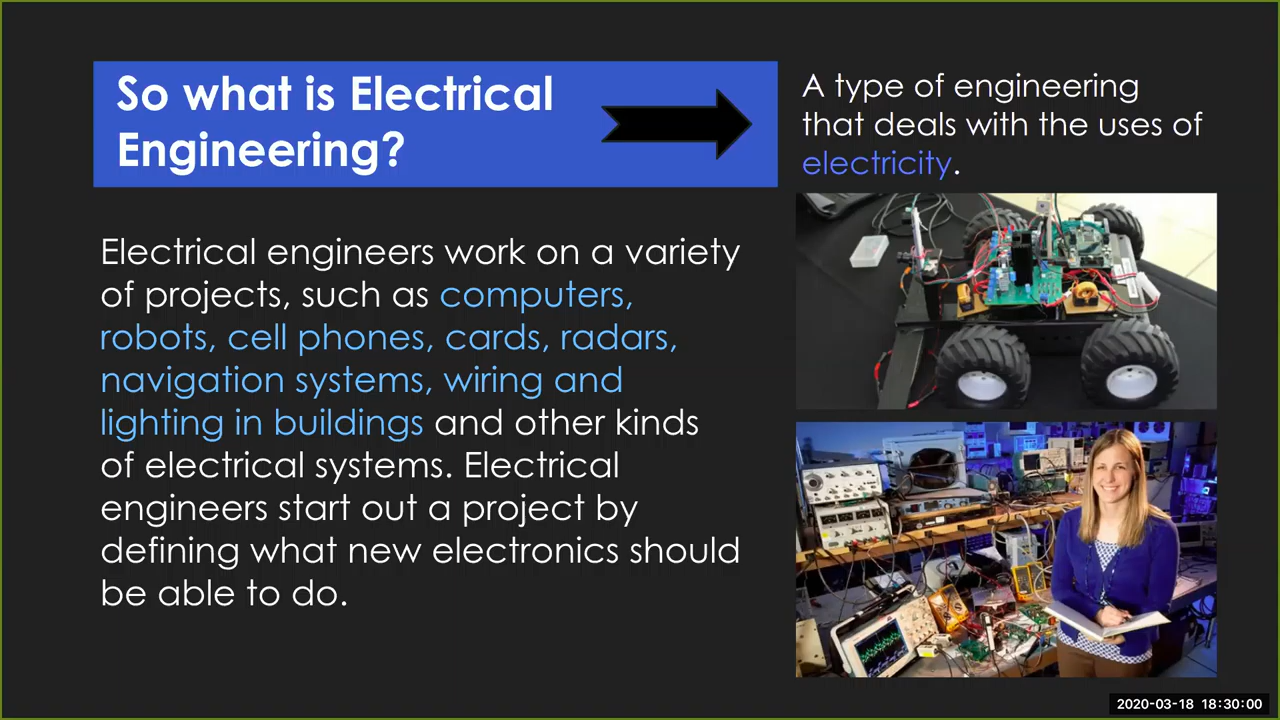 So what is Electrical
Engineering?
A type of engineering
that deals with the uses of
electricity.
Electrical engineers work on a variety
of projects, such as computers,
robots, cell phones, cards, radars,
navigation systems, wiring and
lighting in buildings and other kinds
of electrical systems. Electrical
engineers start out a project by
defining what new electronics should
be able to do.
2020-03-18 18:30:00